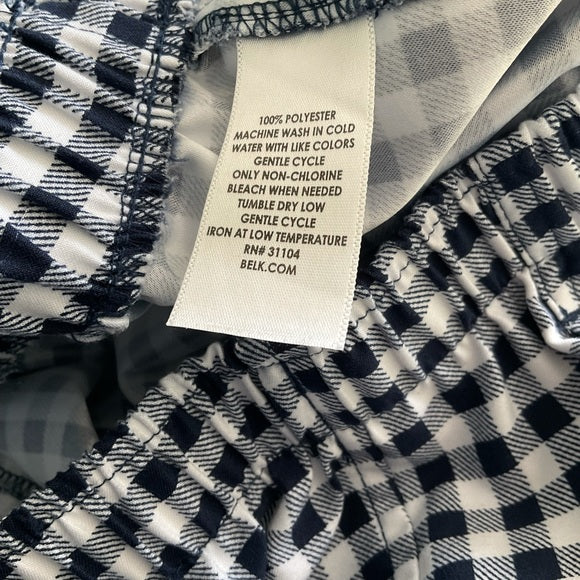 100% POLYESTER
MACHINE WASH IN COLD
WATER WITH LIKE COLORS
GENTLE CYCLE
ONLY NON-CHLORINE
BLEACH WHEN NEEDED
TUMBLE DRY LOW
GENTLE CYCLE
IRON AT LOW TEMPERATURE
RN# 31104
BELK.COM